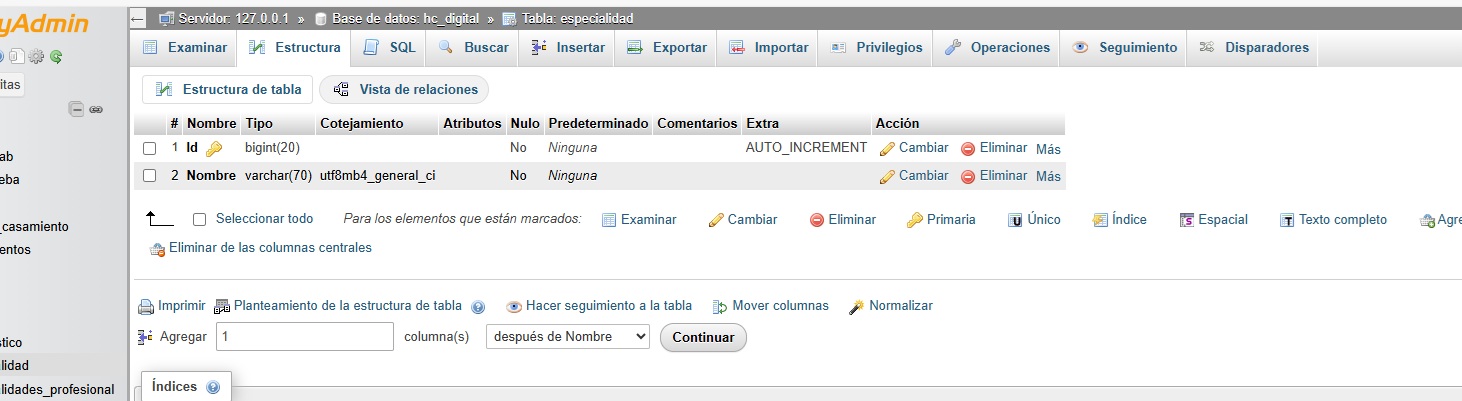 yAdmin
Servidor: 127.0.0.1 » Base de datos: hc_digital » Tabla: especialidad
Examinar Estructura SQL Buscar Insertar Exportar Importar Privilegios Operaciones Seguimiento Disparadores
itas
Estructura de tabla Vista de relaciones
# Nombre Tipo Cotejamiento Atributos Nulo Predeterminado Comentarios Extra Acción
1 Id bigint(20) No Ninguna AUTO_INCREMENT Cambiar Eliminar Más
2 Nombre varchar(70) utf8mb4_general_ci No Ninguna Cambiar Eliminar Más
ab
eba
_casamiento
entos
Seleccionar todo Para los elementos que están marcados: Examinar Cambiar Eliminar Primaria Único Índice Espacial Texto completo Agre
Eliminar de las columnas centrales
Imprimir Planteamiento de la estructura de tabla Hacer seguimiento a la tabla Mover columnas Normalizar
Agregar 1 columna(s) después de Nombre Continuar
stico
lidad
lidades_profesional
Índices